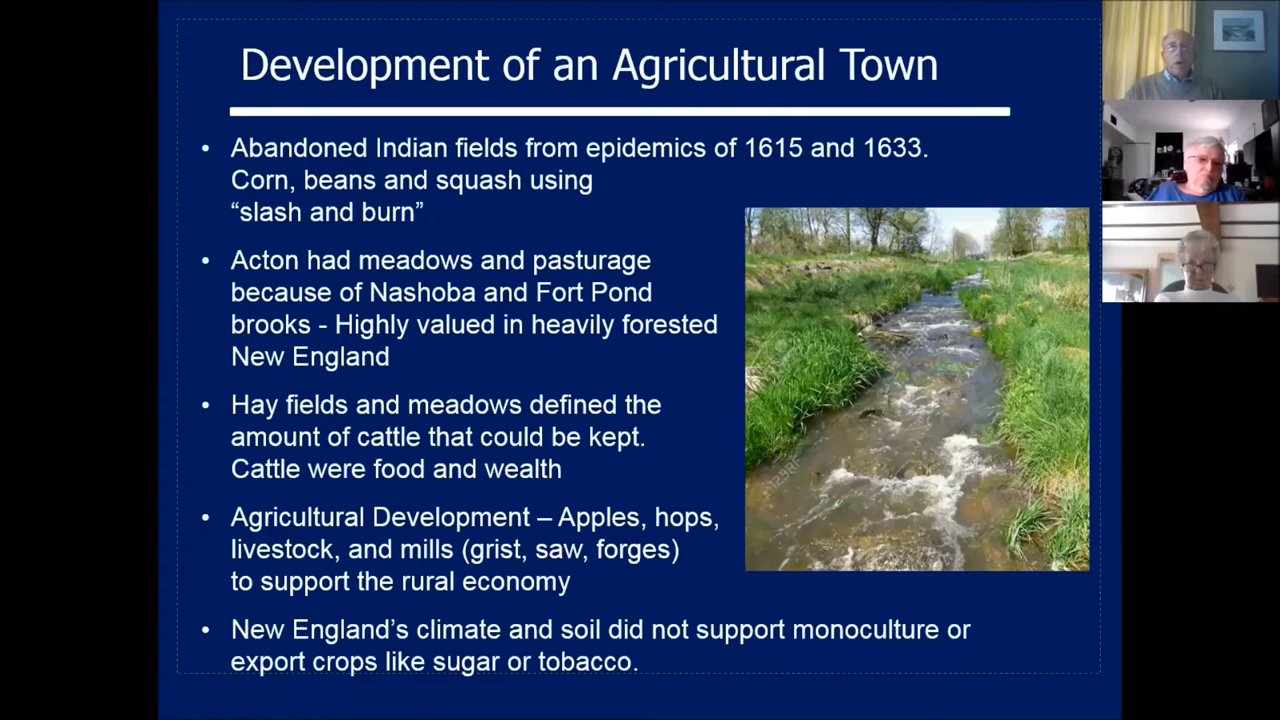 Development of an Agricultural Town
• Abandoned Indian fields from epidemics of 1615 and 1633.
Corn, beans and squash using
“slash and burn”
• Acton had meadows and pasturage
because of Nashoba and Fort Pond
brooks - Highly valued in heavily forested
New England
• Hay fields and meadows defined the
amount of cattle that could be kept.
Cattle were food and wealth
• Agricultural Development – Apples, hops,
livestock, and mills (grist, saw, forges)
to support the rural economy
• New England’s climate and soil did not support monoculture or
export crops like sugar or tobacco.